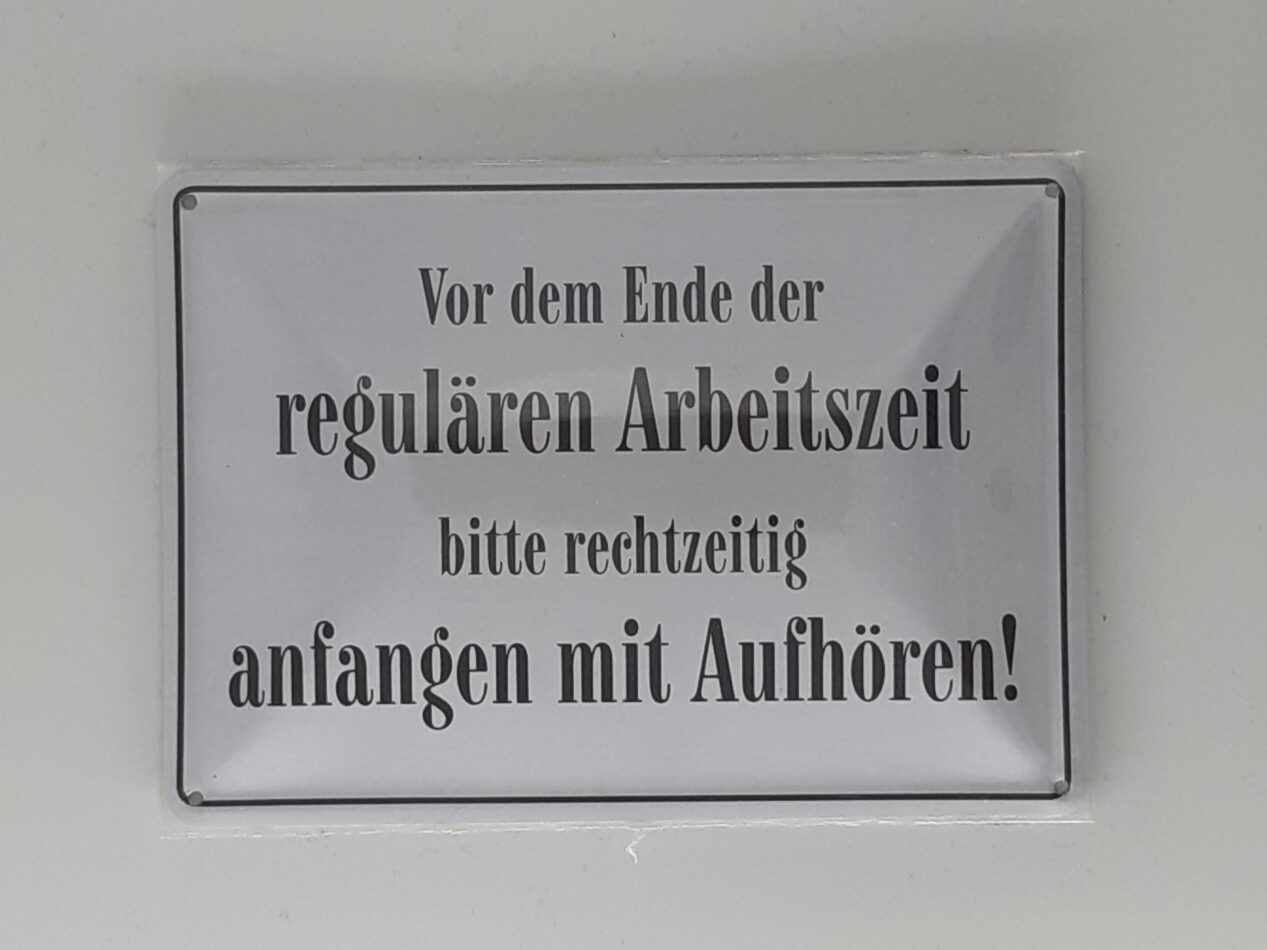 Vor dem Ende der
regulären Arbeitszeit
bitte rechtzeitig
anfangen mit Aufhören!